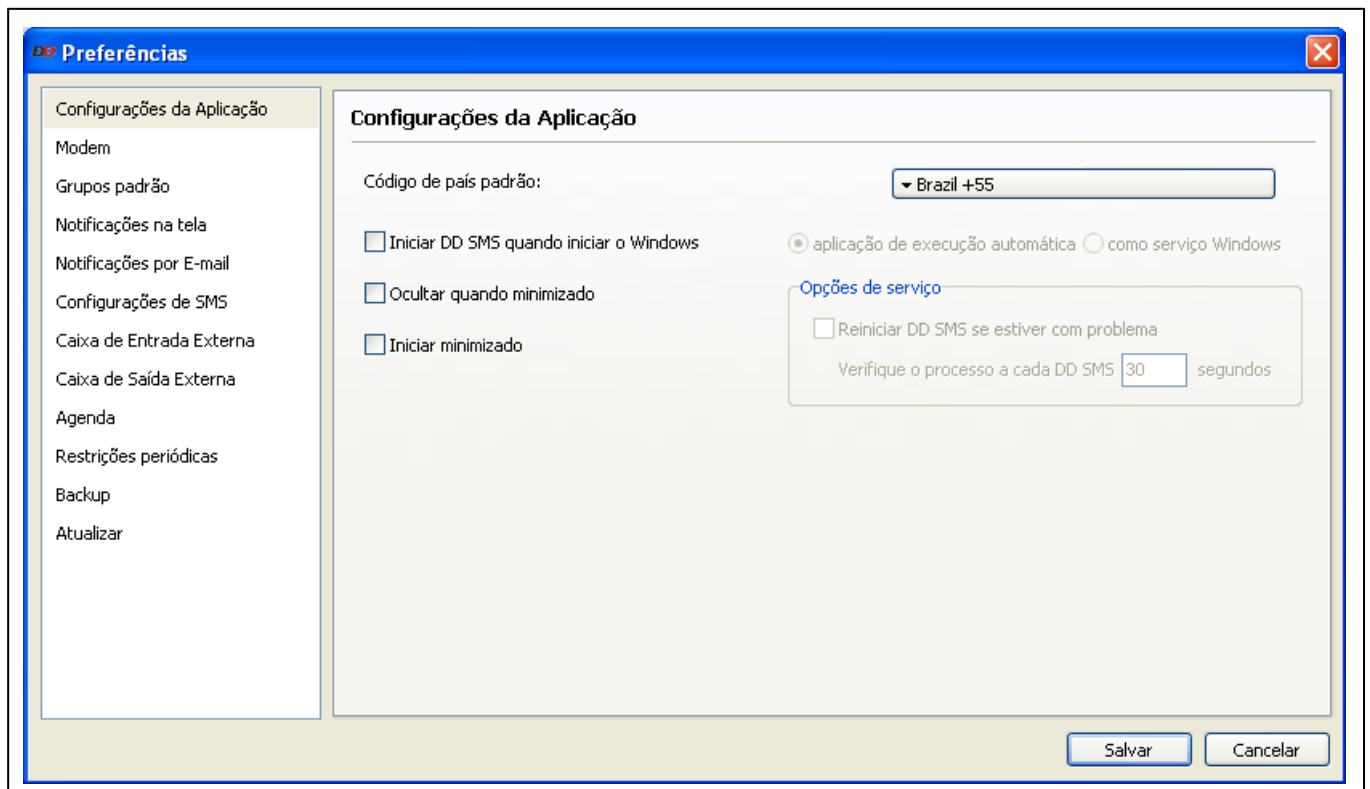 DD Preferências
Configurações da Aplicação
Modem
Grupos padrão
Notificações na tela
Notificações por E-mail
Configurações de SMS
Caixa de Entrada Externa
Caixa de Saída Externa
Agenda
Restrições periódicas
Backup
Atualizar
Configurações da Aplicação
Código de país padrão:
Brazil +55
Iniciar DD SMS quando iniciar o Windows
aplicação de execução automática
como serviço Windows
Ocultar quando minimizado
Iniciar minimizado
Opções de serviço
Reiniciar DD SMS se estiver com problema
Verifique o processo a cada DD SMS 30 segundos
Salvar
Cancelar